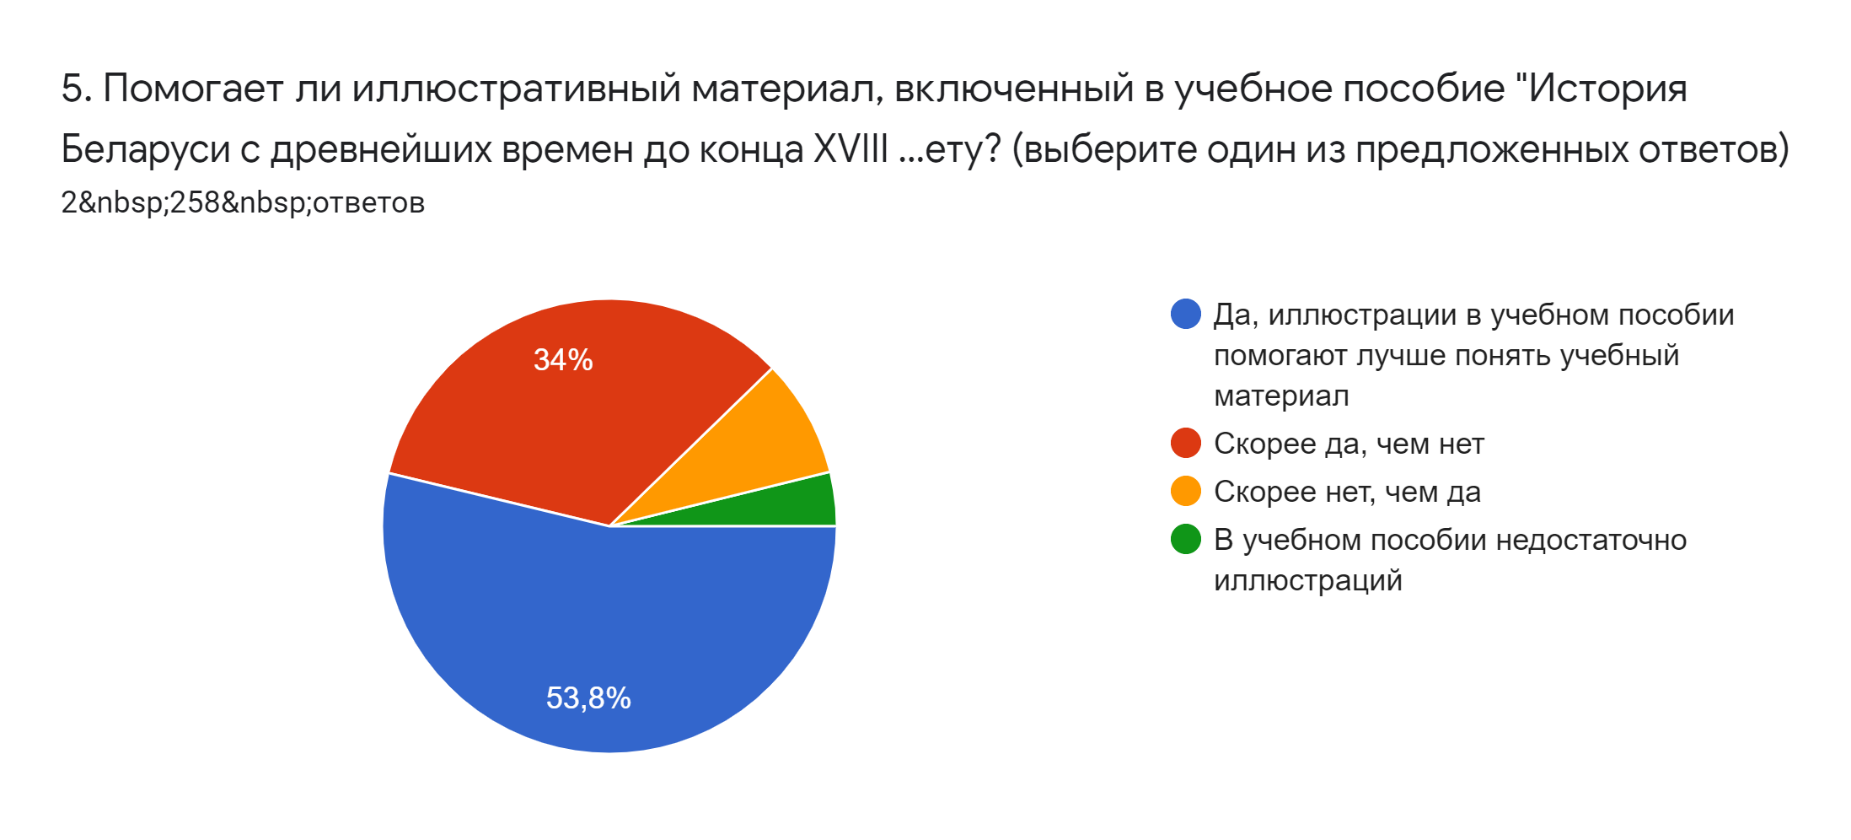 5. Помогает ли иллюстративный материал, включенный в учебное пособие "История
Беларуси с древнейших времен до конца XVIII ...ету? (выберите один из предложенных ответов)
2&nbsp;258&nbsp;ответов
34%
53,8%
Да, иллюстрации в учебном пособии
помогают лучше понять учебный
материал
Скорее да, чем нет
Скорее нет, чем да
В учебном пособии недостаточно
иллюстраций